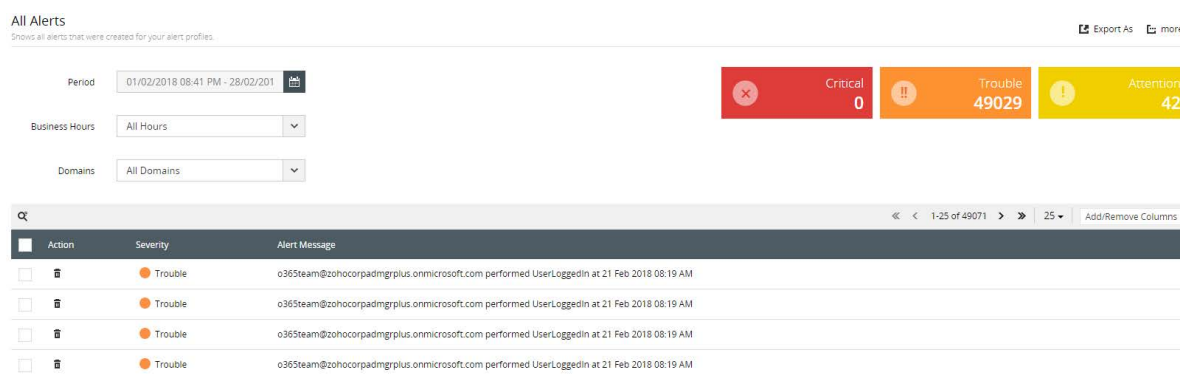 All Alerts
Shows all alerts that were created for your alert profiles.
Export As more
Period 01/02/2018 08:41 PM - 28/02/201
Critical
0
Trouble
49029
Attention
42
Business Hours All Hours
Domains All Domains
1-25 of 49071 25 Add/Remove Columns
Action Severity Alert Message
Trouble o365team@zohocorpadmgrplus.onmicrosoft.com performed UserLoggedIn at 21 Feb 2018 08:19 AM
Trouble o365team@zohocorpadmgrplus.onmicrosoft.com performed UserLoggedIn at 21 Feb 2018 08:19 AM
Trouble o365team@zohocorpadmgrplus.onmicrosoft.com performed UserLoggedIn at 21 Feb 2018 08:19 AM
Trouble o365team@zohocorpadmgrplus.onmicrosoft.com performed UserLoggedIn at 21 Feb 2018 08:19 AM